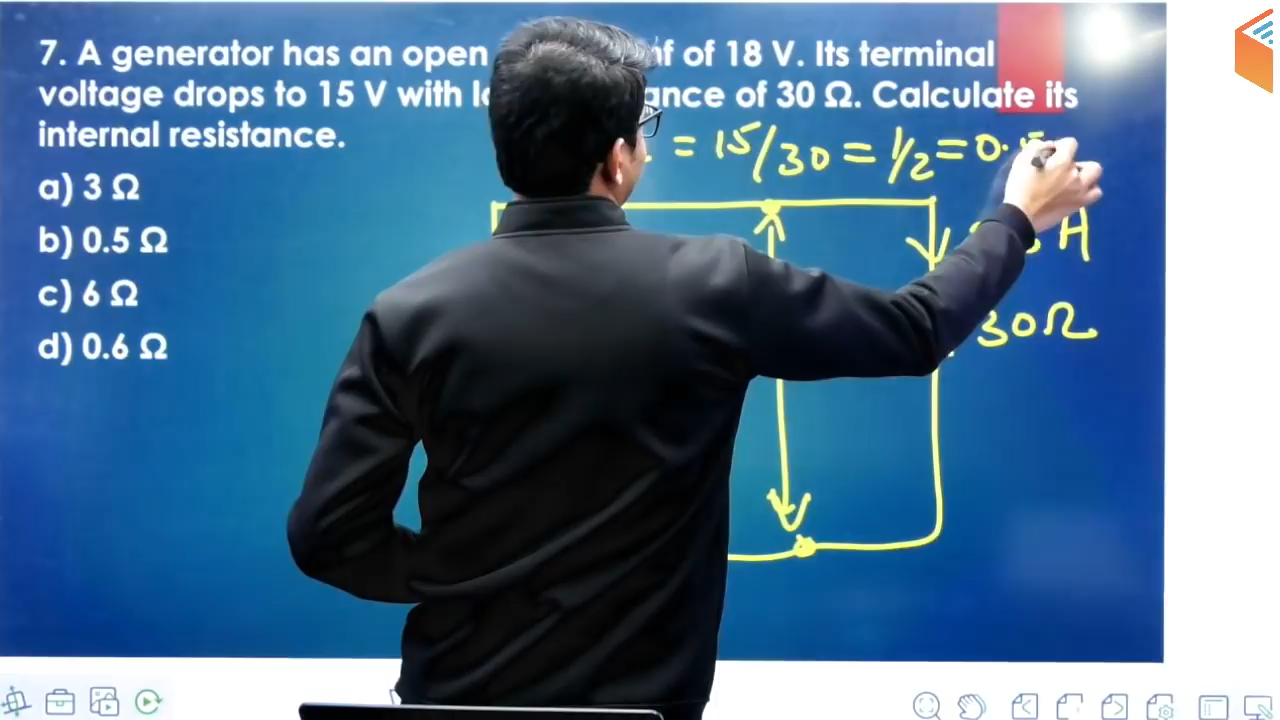 7. A generator has an open of 18 V. Its terminal
voltage drops to 15 V with of 30 Ω. Calculate its
internal resistance.
= 15/30 = 1/2 = 0.5
a) 3 Ω
b) 0.5 Ω
c) 6 Ω
d) 0.6 Ω
A
30Ω